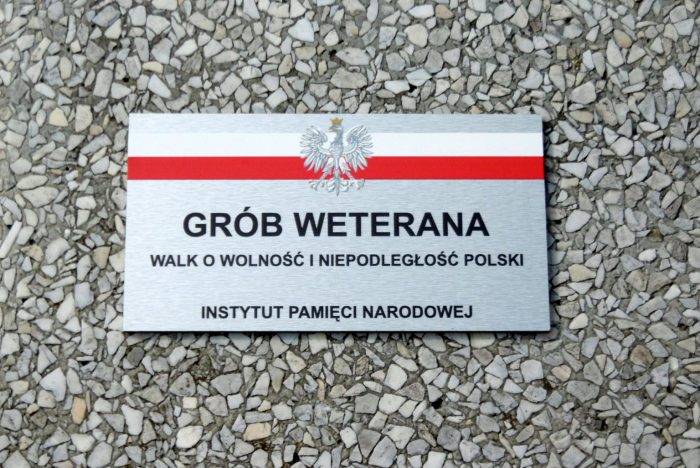 GRÓB WETERANA
WALK O WOLNOŚĆ I NIEPODLEGŁOŚĆ POLSKI
INSTYTUT PAMIĘCI NARODOWEJ